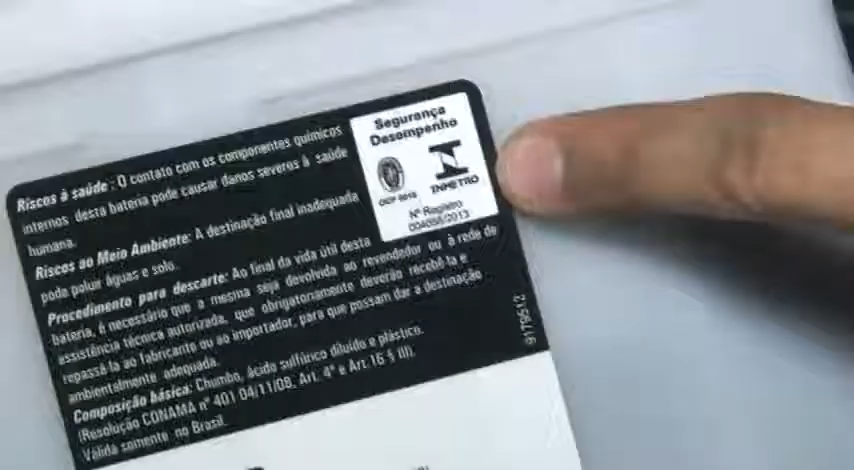 Riscos à saúde: O contato com os componentes químicos
internos desta bateria pode causar danos severos à saúde
humana.
Riscos ao Meio Ambiente: A destinação final inadequada
pode poluir águas e solo.
Procedimento para descarte: Ao final da vida útil desta
bateria, é necessário que a mesma seja devolvida ao revendedor ou à rede de
assistência técnica autorizada, que obrigatoriamente deverão recebê-la e
repassá-la ao fabricante ou ao importador, para que possam dar a destinação
ambientalmente adequada.
Composição básica: Chumbo, ácido sulfúrico diluído e plástico.
(Resolução CONAMA nº 401 04/11/08, Art. 4º e Art.16 § III).
Válida somente no Brasil.
Segurança
Desempenho
INMETRO
Nº Registro
9179512